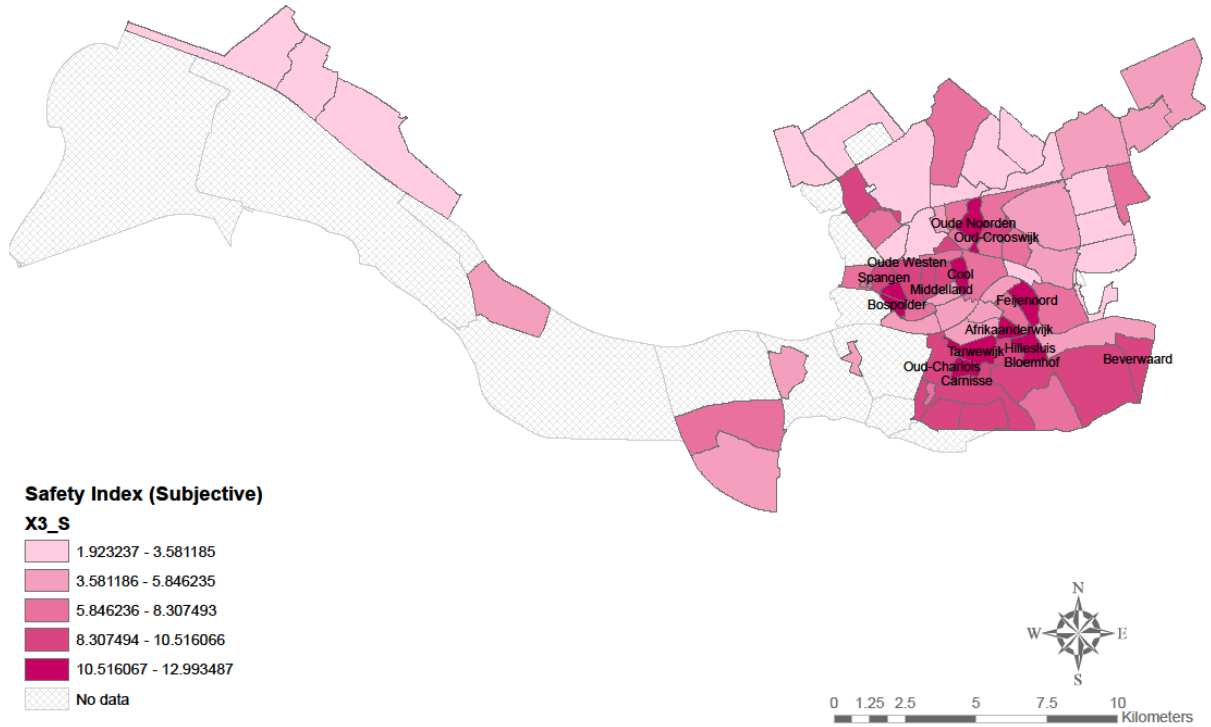 Oude Noorden
Oud-Crooswijk
Oude Westen
Spangen
Cool
Middelland
Bospolder
Feijenoord
Afrikaanderwijk
Tarwewijk
Hillesluis
Beverwaard
Oud-Charlois
Bloemhof
Carnisse
Safety Index (Subjective)
X3_S
1.923237 - 3.581185
3.581186 - 5.846235
5.846236 - 8.307493
8.307494 - 10.516066
10.516067 - 12.993487
No data
N
W E
S
0 1.25 2.5 5 7.5 10
Kilometers